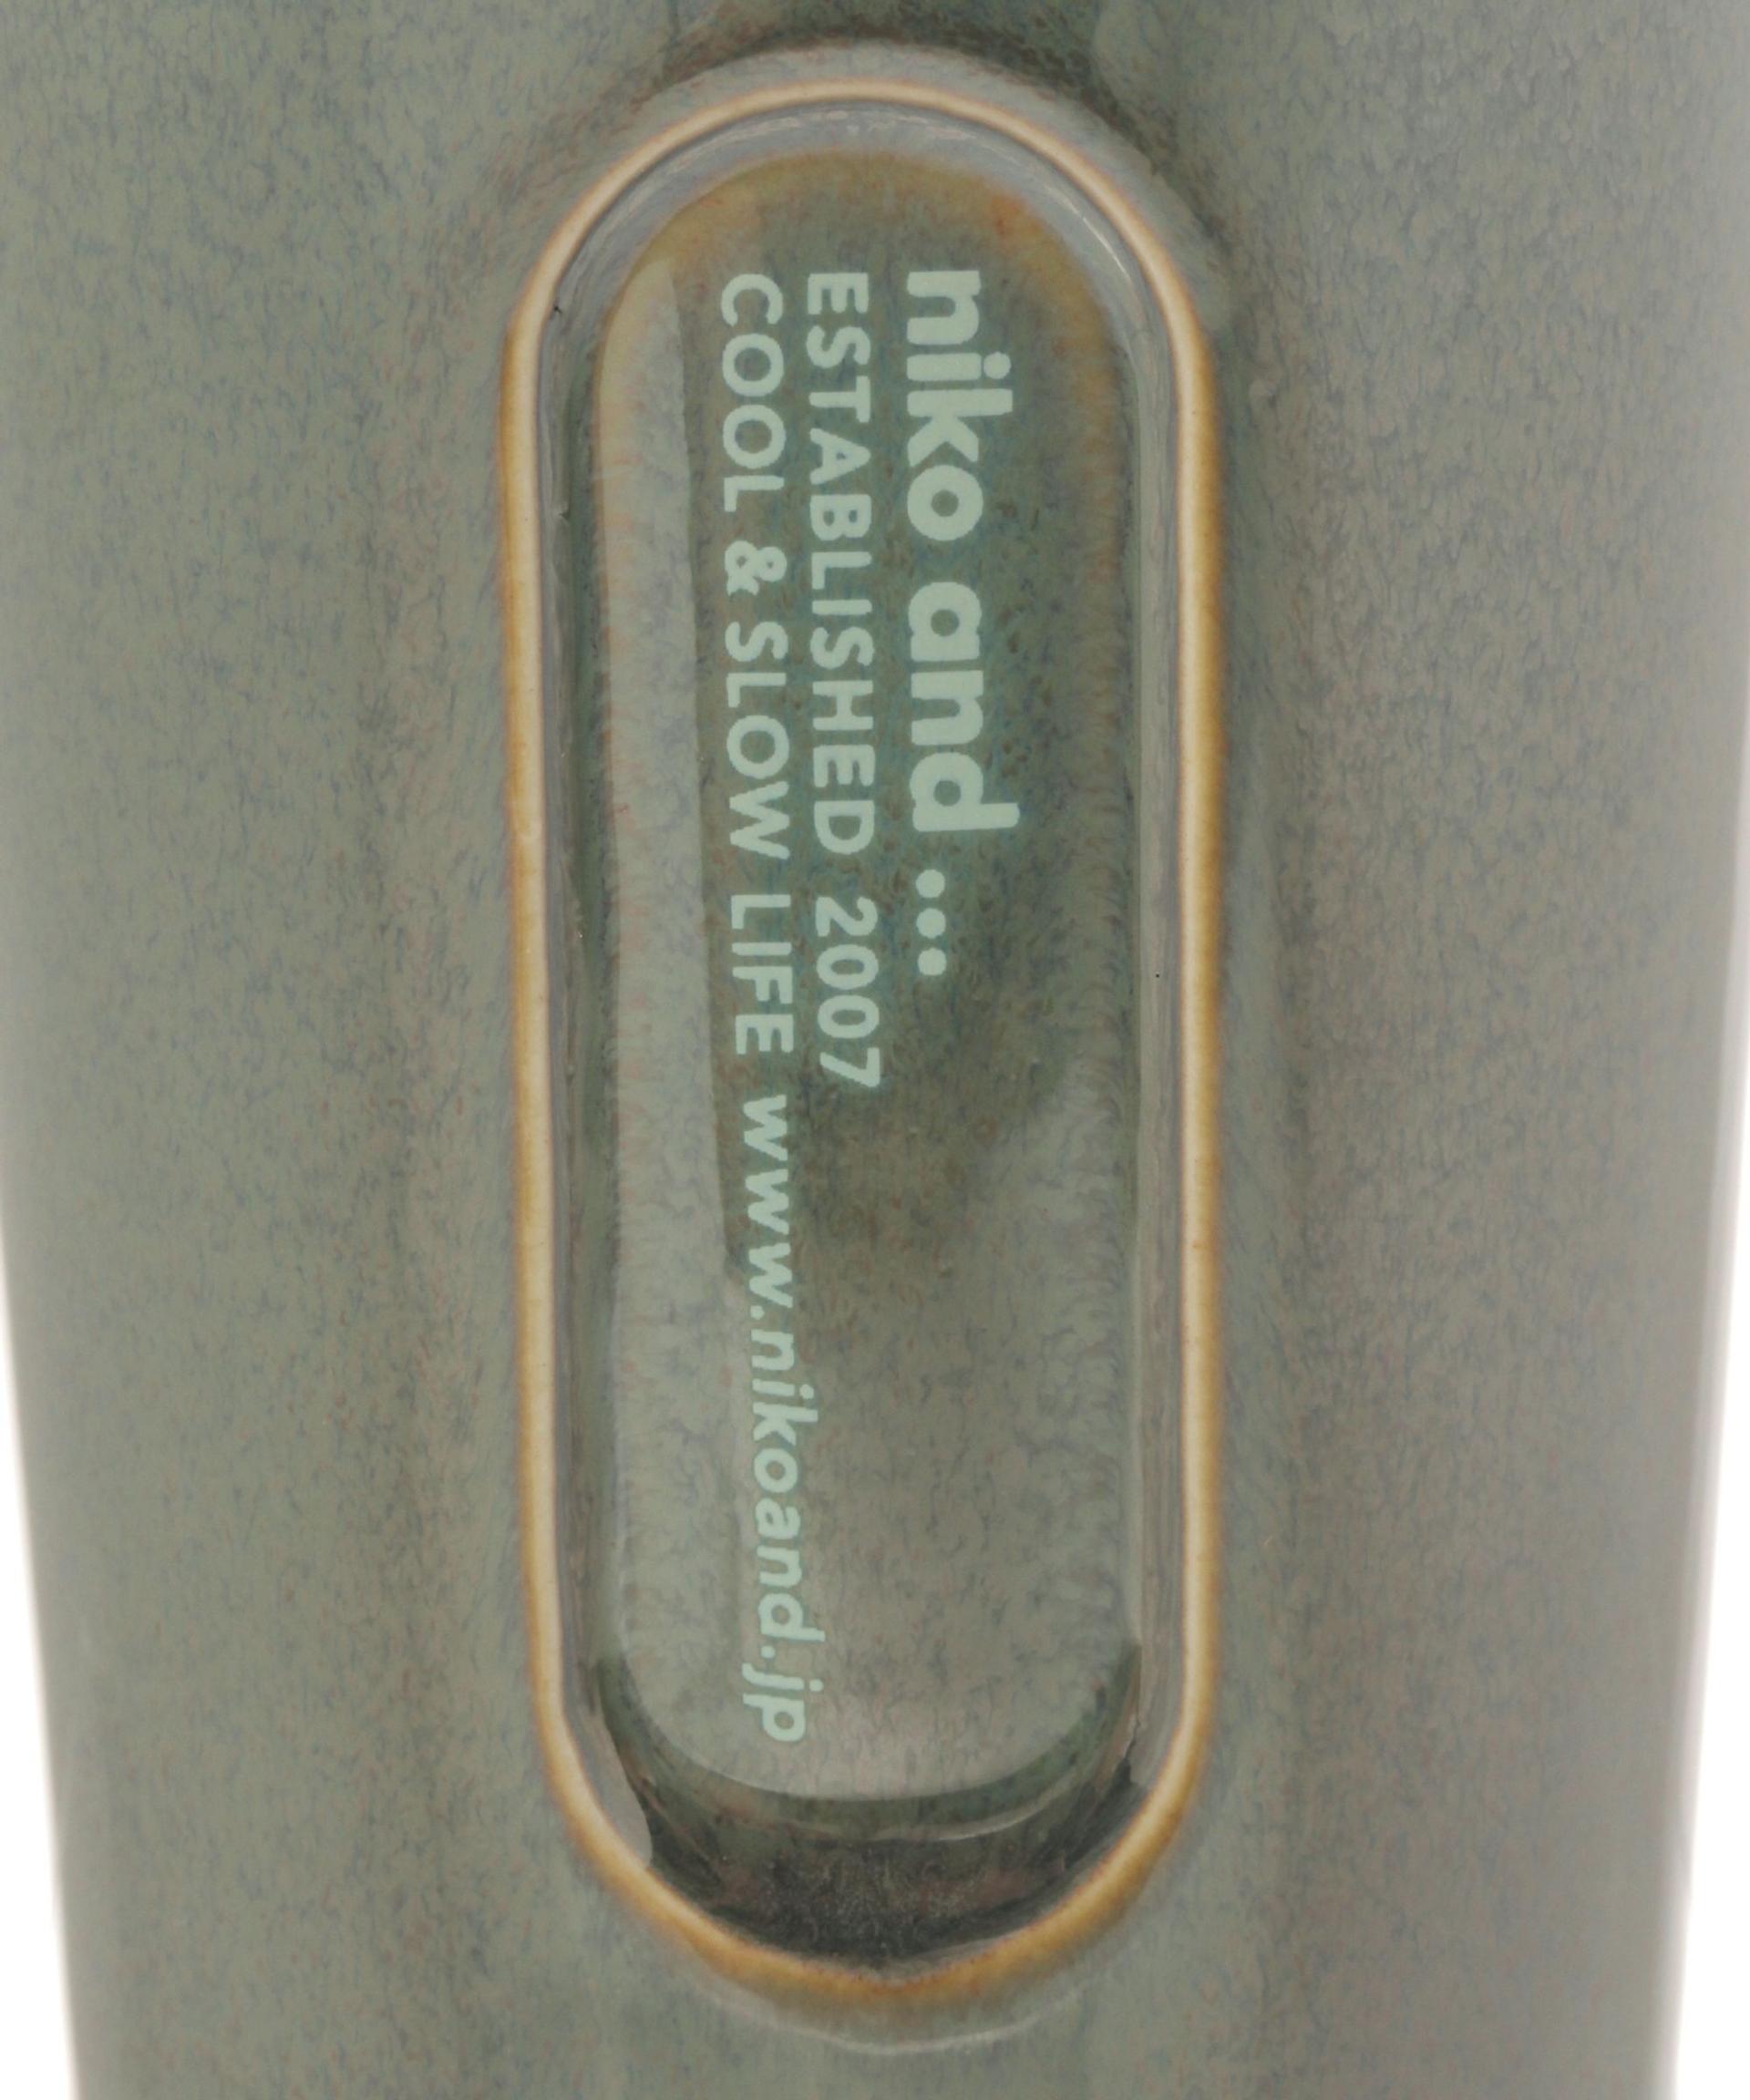 niko and ...
ESTABLISHED 2007
COOL & SLOW LIFE www.nikoand.jp